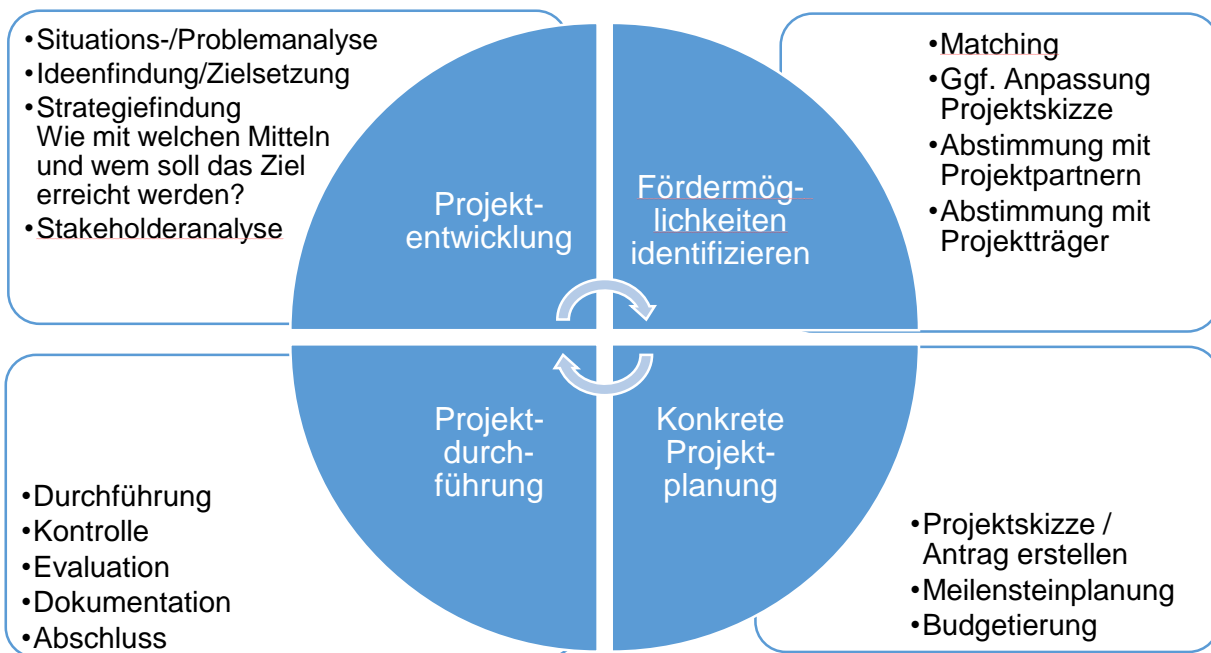 •Situations-/Problemanalyse
•Ideenfindung/Zielsetzung
•Strategiefindung
Wie mit welchen Mitteln
und wem soll das Ziel
erreicht werden?
•Stakeholderanalyse
Projekt-
entwicklung
Fördermög-
lichkeiten
identifizieren
•Matching
•Ggf. Anpassung
Projektskizze
•Abstimmung mit
Projektpartnern
•Abstimmung mit
Projektträger
•Durchführung
•Kontrolle
•Evaluation
•Dokumentation
•Abschluss
Projekt-
durch-
führung
Konkrete
Projekt-
planung
•Projektskizze /
Antrag erstellen
•Meilensteinplanung
•Budgetierung